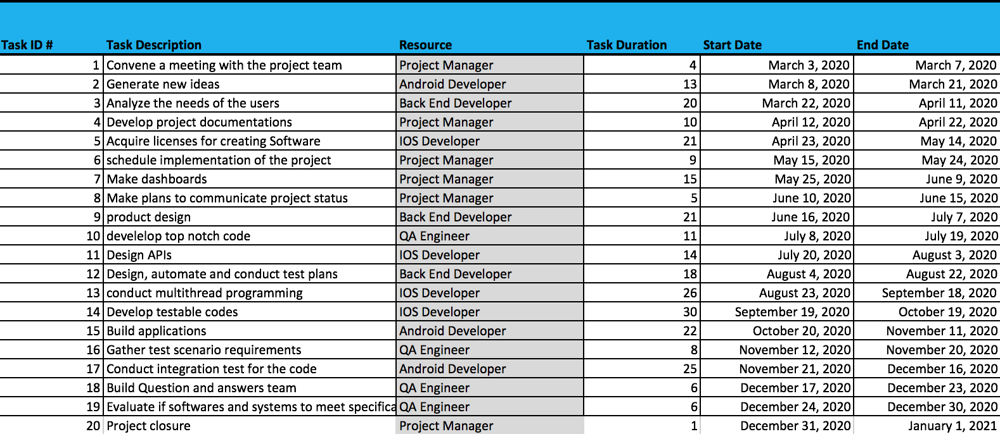 Task ID # Task Description Resource Task Duration Start Date End Date
1 Convene a meeting with the project team Project Manager 4 March 3, 2020 March 7, 2020
2 Generate new ideas Android Developer 13 March 8, 2020 March 21, 2020
3 Analyze the needs of the users Back End Developer 20 March 22, 2020 April 11, 2020
4 Develop project documentations Project Manager 10 April 12, 2020 April 22, 2020
5 Acquire licenses for creating Software IOS Developer 21 April 23, 2020 May 14, 2020
6 schedule implementation of the project Project Manager 9 May 15, 2020 May 24, 2020
7 Make dashboards Project Manager 15 May 25, 2020 June 9, 2020
8 Make plans to communicate project status Project Manager 5 June 10, 2020 June 15, 2020
9 product design Back End Developer 21 June 16, 2020 July 7, 2020
10 develelop top notch code QA Engineer 11 July 8, 2020 July 19, 2020
11 Design APIs IOS Developer 14 July 20, 2020 August 3, 2020
12 Design, automate and conduct test plans Back End Developer 18 August 4, 2020 August 22, 2020
13 conduct multithread programming IOS Developer 26 August 23, 2020 September 18, 2020
14 Develop testable codes IOS Developer 30 September 19, 2020 October 19, 2020
15 Build applications Android Developer 22 October 20, 2020 November 11, 2020
16 Gather test scenario requirements QA Engineer 8 November 12, 2020 November 20, 2020
17 Conduct integration test for the code Android Developer 25 November 21, 2020 December 16, 2020
18 Build Question and answers team QA Engineer 6 December 17, 2020 December 23, 2020
19 Evaluate if softwares and systems to meet specifica QA Engineer 6 December 24, 2020 December 30, 2020
20 Project closure Project Manager 1 December 31, 2020 January 1, 2021